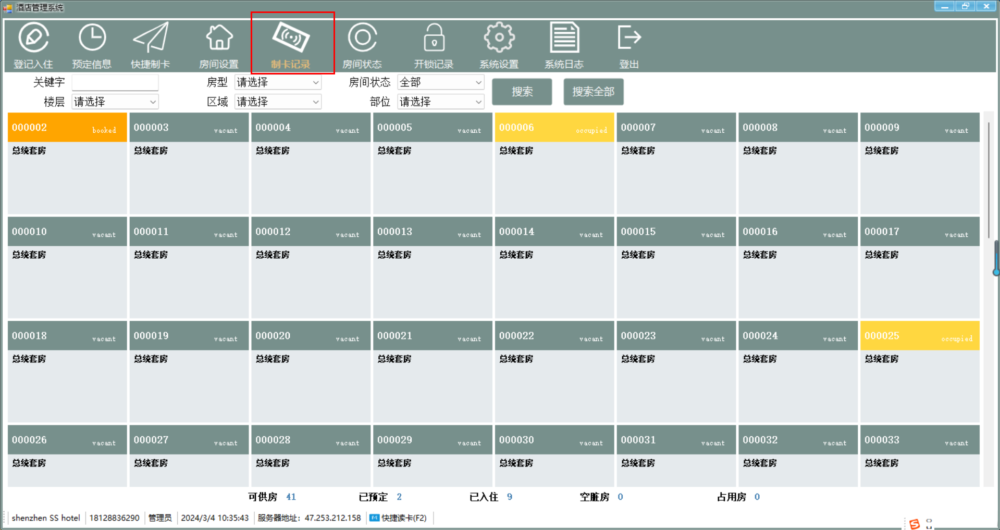 酒店管理系统
登记入住 预定信息 快捷制卡 房间设置 制卡记录 房间状态 开锁记录 系统设置 系统日志 登出
关键字 房型 请选择 房间状态 全部 搜索 搜索全部
楼层 请选择 区域 请选择 部位 请选择
000002 booked 000003 vacant 000004 vacant 000005 vacant 000006 occupied 000007 vacant 000008 vacant 000009 vacant
总统套房 总统套房 总统套房 总统套房 总统套房 总统套房 总统套房 总统套房
000010 vacant 000011 vacant 000012 vacant 000013 vacant 000014 vacant 000015 vacant 000016 vacant 000017 vacant
总统套房 总统套房 总统套房 总统套房 总统套房 总统套房 总统套房 总统套房
000018 vacant 000019 vacant 000020 vacant 000021 vacant 000022 vacant 000023 vacant 000024 vacant 000025 occupied
总统套房 总统套房 总统套房 总统套房 总统套房 总统套房 总统套房 总统套房
000026 vacant 000027 vacant 000028 vacant 000029 vacant 000030 vacant 000031 vacant 000032 vacant 000033 vacant
总统套房 总统套房 总统套房 总统套房 总统套房 总统套房 总统套房 总统套房
可供房 41 已预定 2 已入住 9 空脏房 0 占用房 0
shenzhen SS hotel 18128836290 管理员 2024/3/4 10:35:43 服务器地址: 47.253.212.158 快捷读卡(F2)